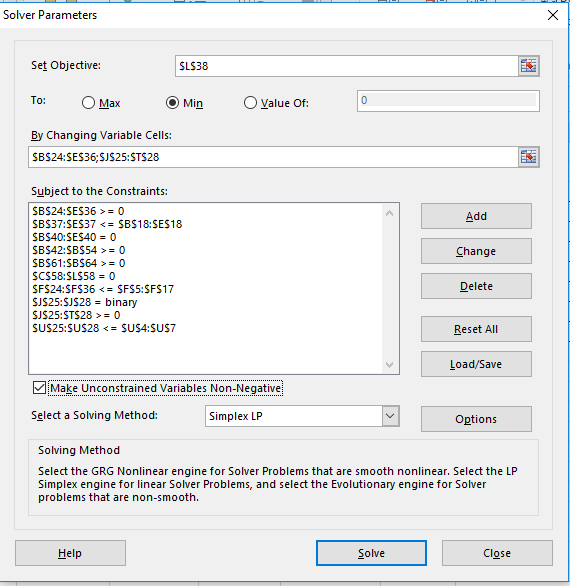 Solver Parameters
Set Objective:
$L$38
To:
Max
Min
Value Of:
0
By Changing Variable Cells:
$B$24:$E$36;$J$25:$T$28
Subject to the Constraints:
$B$24:$E$36 >= 0
$B$37:$E$37 <= $B$18:$E$18
$B$40:$E$40 = 0
$B$42:$B$54 >= 0
$B$61:$B$64 >= 0
$C$58:$L$58 = 0
$F$24:$F$36 <= $F$5:$F$17
$J$25:$J$28 = binary
$J$25:$T$28 >= 0
$U$25:$U$28 <= $U$4:$U$7
Add
Change
Delete
Reset All
Load/Save
Make Unconstrained Variables Non-Negative
Select a Solving Method:
Simplex LP
Options
Solving Method
Select the GRG Nonlinear engine for Solver Problems that are smooth nonlinear. Select the LP
Simplex engine for linear Solver Problems, and select the Evolutionary engine for Solver
problems that are non-smooth.
Help
Solve
Close